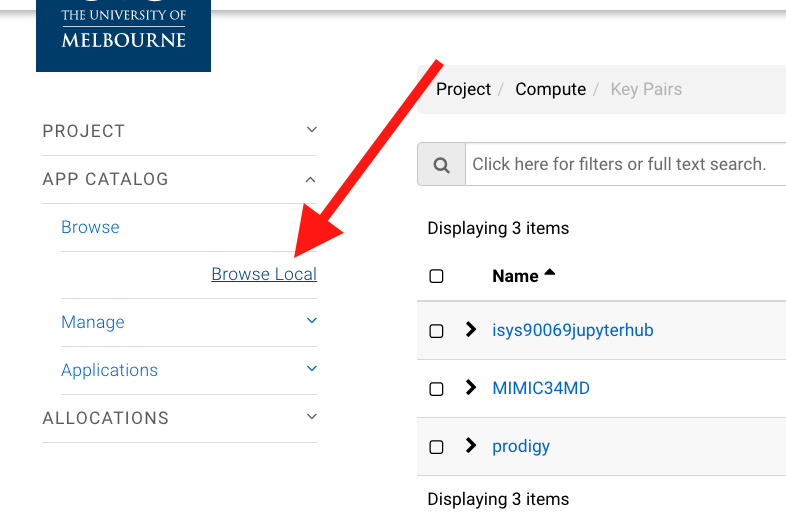 THE UNIVERSITY OF
MELBOURNE
PROJECT
APP CATALOG
Browse
Browse Local
Manage
Applications
ALLOCATIONS
Project / Compute / Key Pairs
Click here for filters or full text search.
Displaying 3 items
Name
isys90069jupyterhub
MIMIC34MD
prodigy
Displaying 3 items